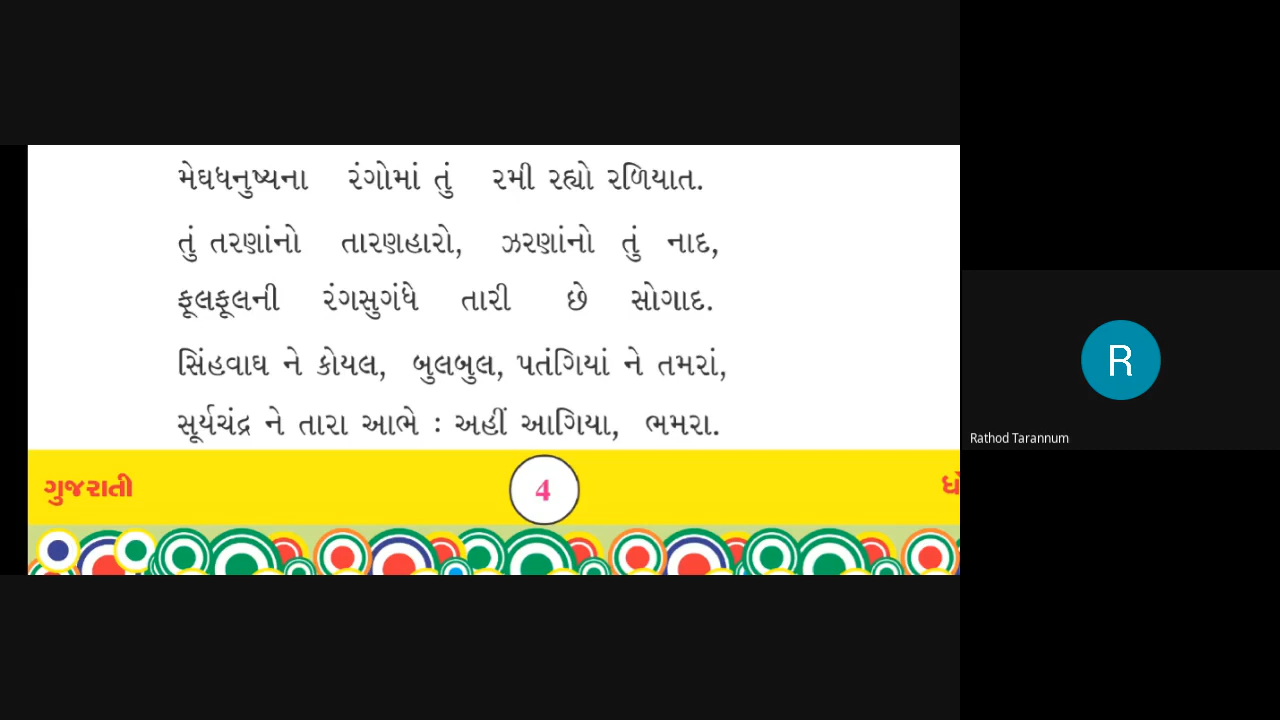 મેઘધનુષ્યના રંગોમાં તું રમી રહ્યો રળિયાત.
તું તરણાંનો તારણહારો, ઝરણાંનો તું નાદ,
ફૂલફૂલની રંગસુગંધે તારી છે સોગાદ.
સિંહવાઘ ને કોયલ, બુલબુલ, પતંગિયાં ને તમરાં,
સૂર્યચંદ્ર ને તારા આભે : અહીં આગિયા, ભમરા.
ગુજરાતી
4
R
Rathod Tarannum